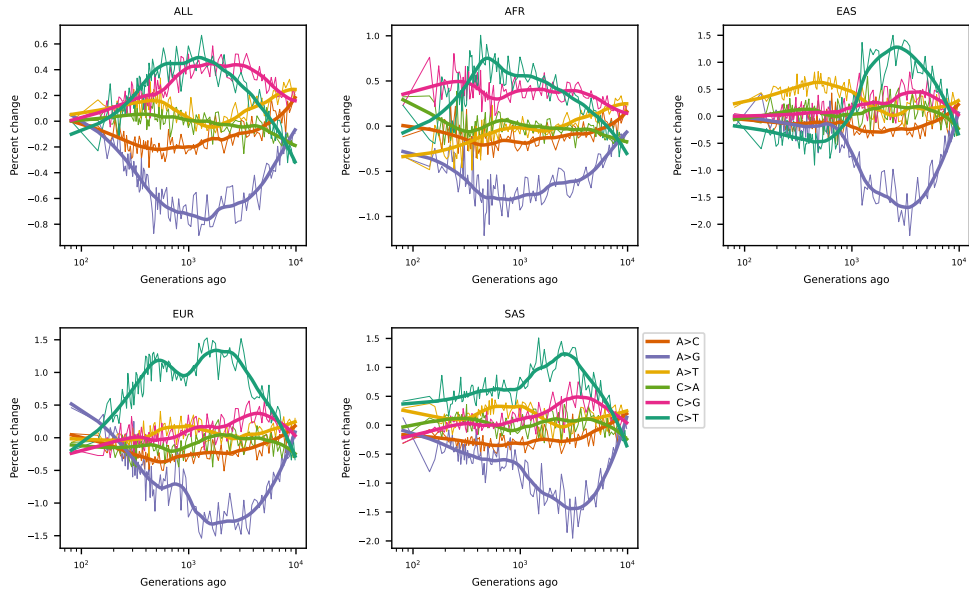 ALL
AFR
EAS
Percent change
0.6
0.4
0.2
0.0
−0.2
−0.4
−0.6
−0.8
10²
10³
10⁴
Generations ago
Percent change
1.0
0.5
0.0
−0.5
−1.0
10²
10³
10⁴
Generations ago
Percent change
1.5
1.0
0.5
0.0
−0.5
−1.0
−1.5
−2.0
10²
10³
10⁴
Generations ago
EUR
SAS
Percent change
1.5
1.0
0.5
0.0
−0.5
−1.0
−1.5
10²
10³
10⁴
Generations ago
Percent change
1.5
1.0
0.5
0.0
−0.5
−1.0
−1.5
−2.0
10²
10³
10⁴
Generations ago
A>C
A>G
A>T
C>A
C>G
C>T